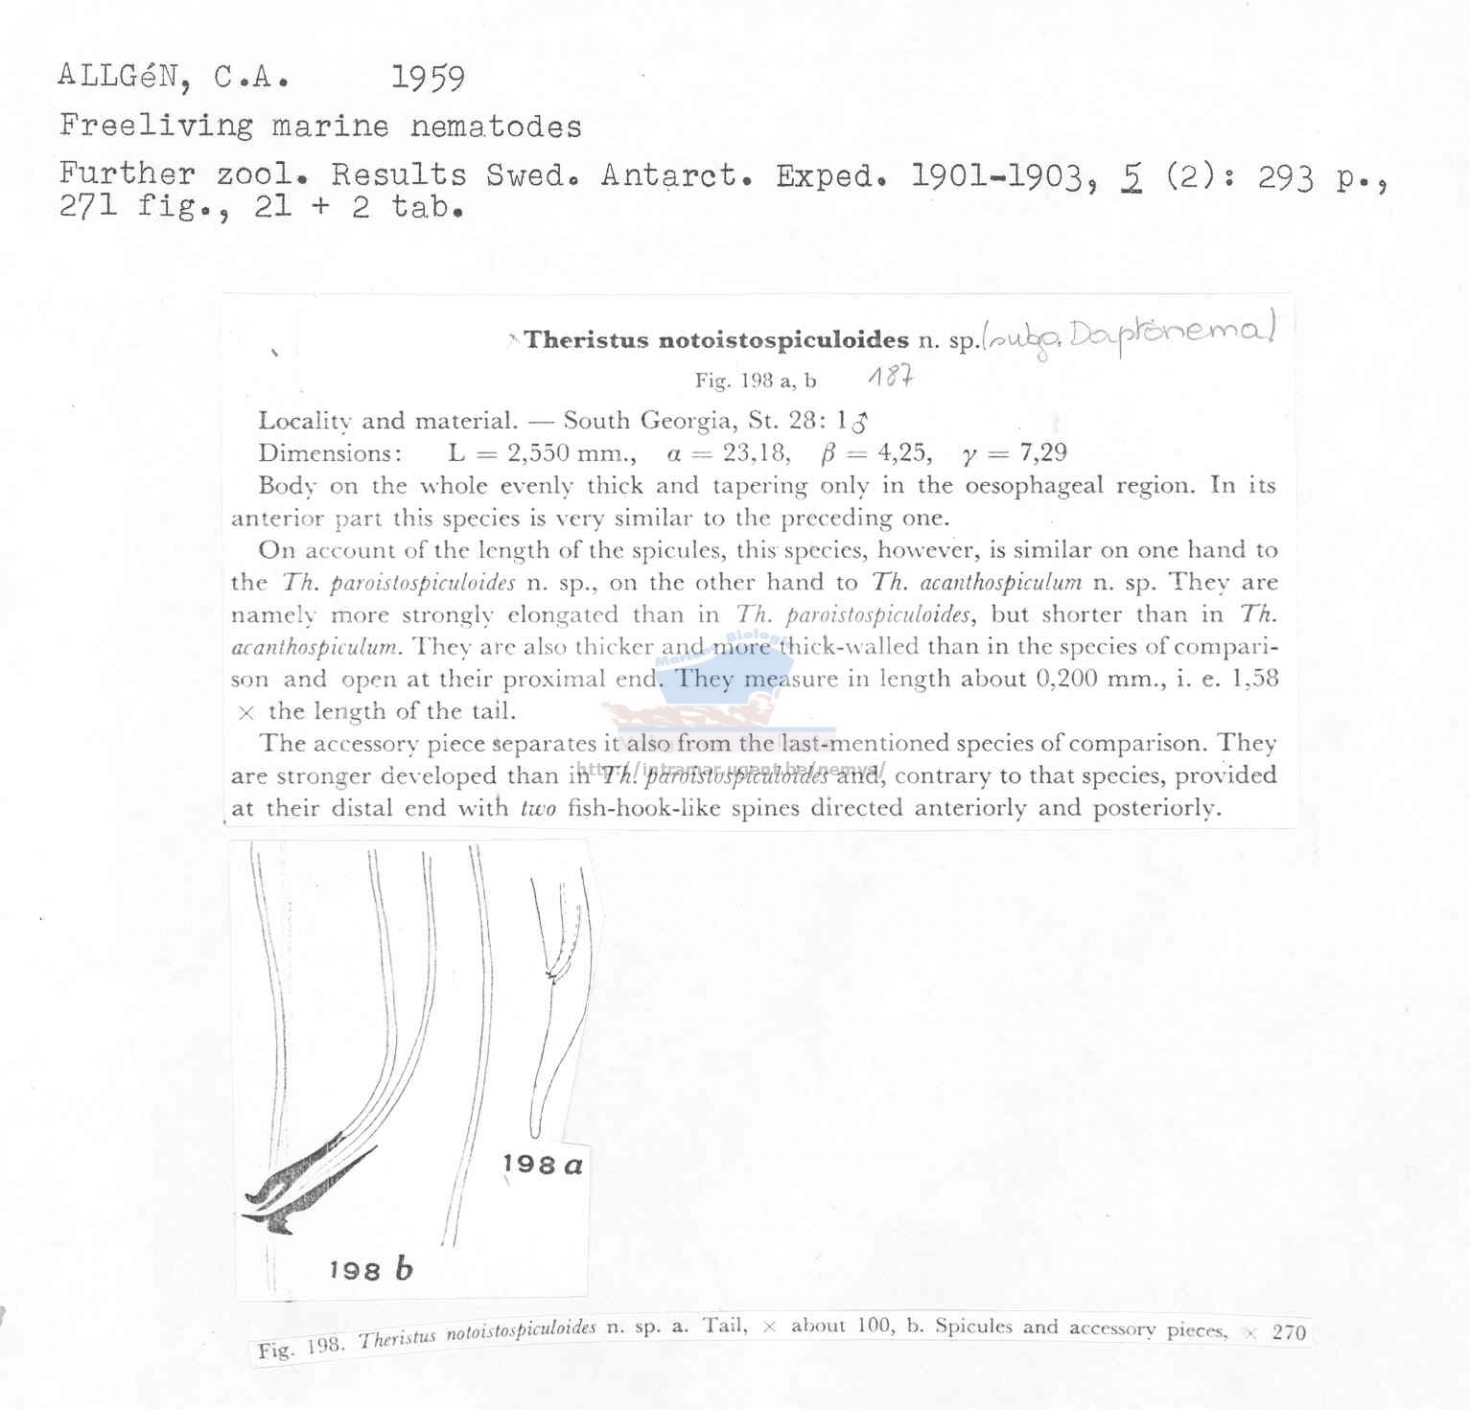 ALLGéN, C.A. 1959
Freeliving marine nematodes
Further zool. Results Swed. Antarct. Exped. 1901-1903, 5 (2): 293 p.,
271 fig., 21 + 2 tab.
Theristus notoistospiculoides n. sp. (subg. Daptonema)
Fig. 198 a, b 187
Locality and material. — South Georgia, St. 28: 1♂
Dimensions: L = 2,550 mm., α = 23,18, β = 4,25, γ = 7,29
Body on the whole evenly thick and tapering only in the oesophageal region. In its
anterior part this species is very similar to the preceding one.
On account of the length of the spicules, this species, however, is similar on one hand to
the Th. paroistospiculoides n. sp., on the other hand to Th. acanthospiculum n. sp. They are
namely more strongly elongated than in Th. paroistospiculoides, but shorter than in Th.
acanthospiculum. They are also thicker and more thick-walled than in the species of compari-
son and open at their proximal end. They measure in length about 0,200 mm., i. e. 1,58
× the length of the tail.
The accessory piece separates it also from the last-mentioned species of comparison. They
are stronger developed than in Th. paroistospiculoides and, contrary to that species, provided
at their distal end with two fish-hook-like spines directed anteriorly and posteriorly.
Marine Biology
http://intramar.ugent.be/nemys/
198 a
198 b
Fig. 198. Theristus notoistospiculoides n. sp. a. Tail, × about 100, b. Spicules and accessory pieces, × 270